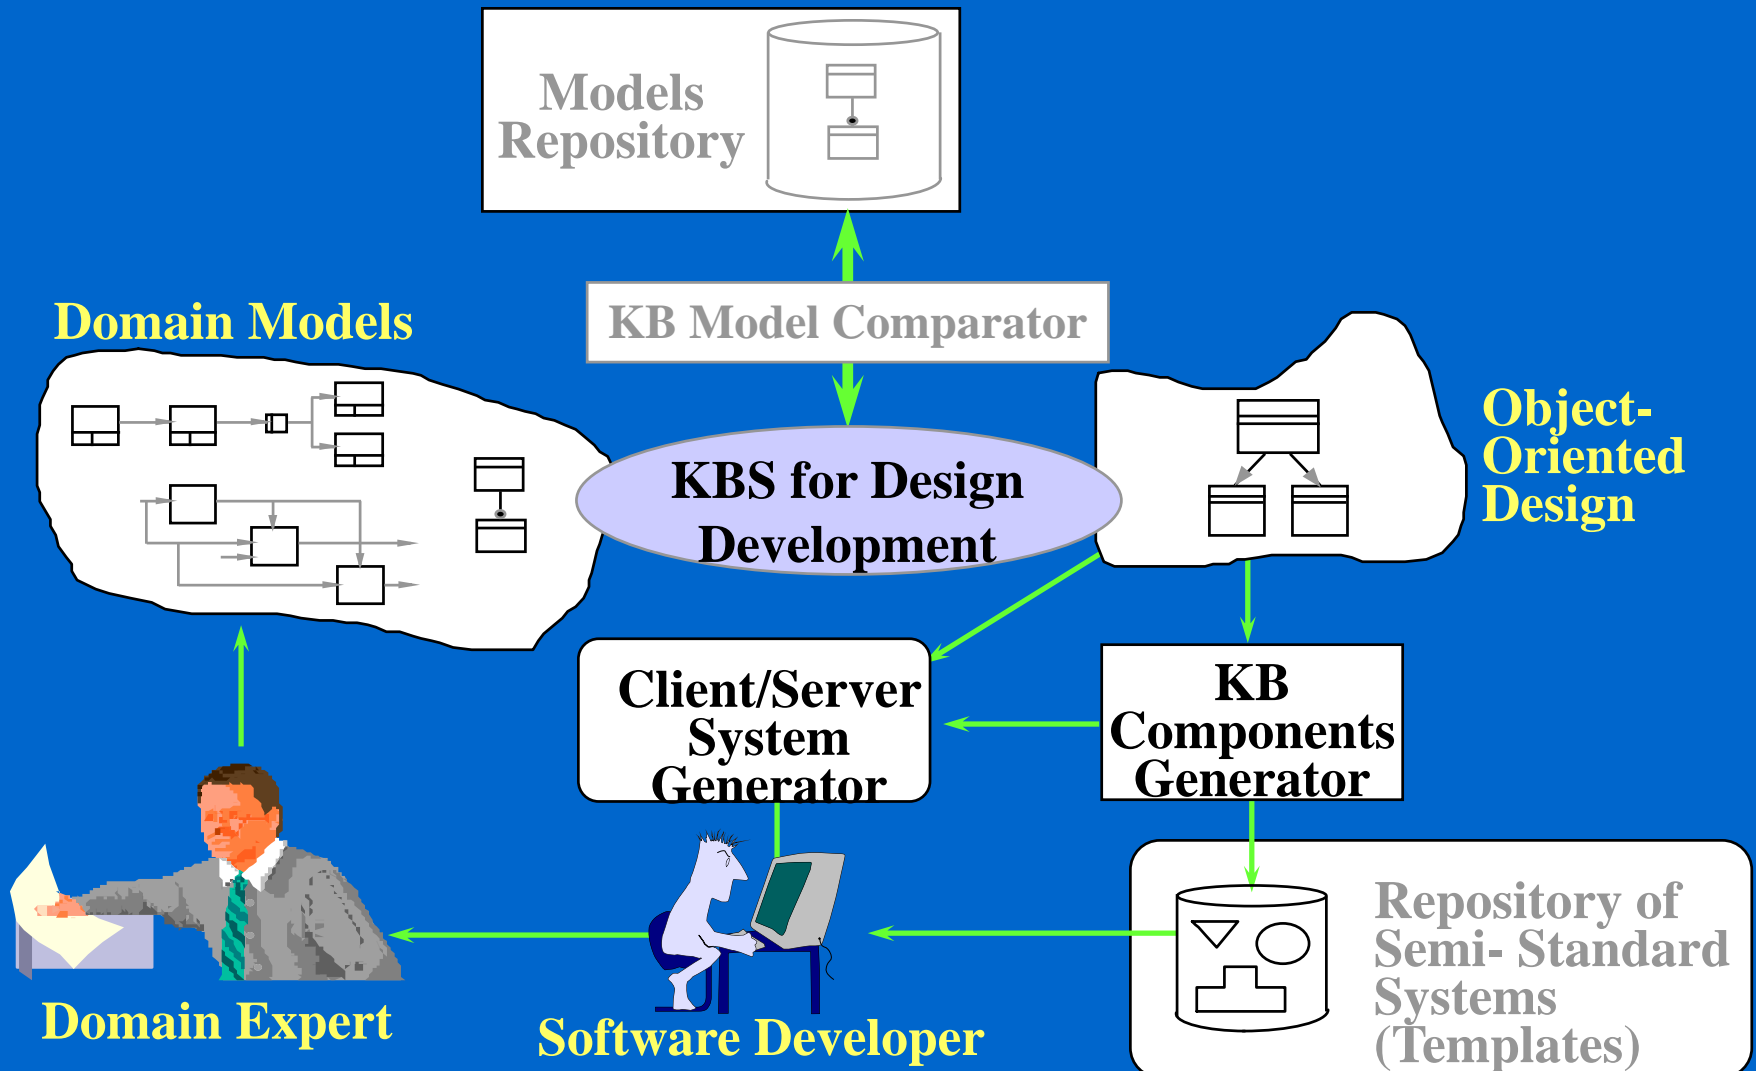 Models
Repository
KB Model Comparator
Domain Models
Object-
Oriented
Design
KBS for Design
Development
Client/Server
System
Generator
KB
Components
Generator
Repository of
Semi- Standard
Systems
(Templates)
Domain Expert
Software Developer